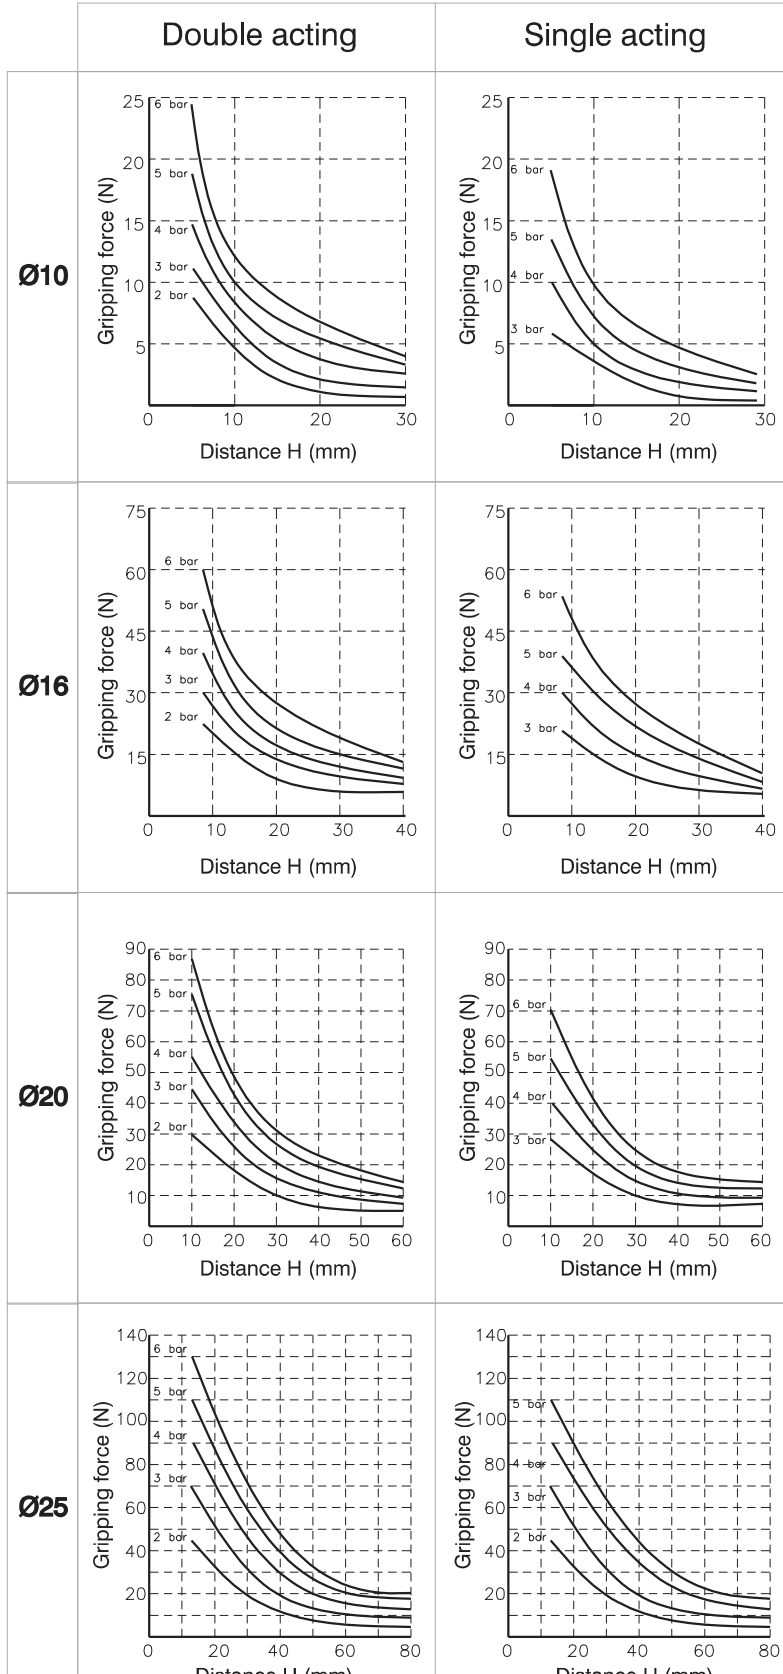 Double acting
Single acting
Ø10
Gripping force (N)
25
20
15
10
5
6 bar
5 bar
4 bar
3 bar
2 bar
0 10 20 30
Distance H (mm)
Gripping force (N)
25
20
15
10
5
6 bar
5 bar
4 bar
3 bar
0 10 20 30
Distance H (mm)
Ø16
Gripping force (N)
75
60
45
30
15
6 bar
5 bar
4 bar
3 bar
2 bar
0 10 20 30 40
Distance H (mm)
Gripping force (N)
75
60
45
30
15
6 bar
5 bar
4 bar
3 bar
0 10 20 30 40
Distance H (mm)
Ø20
Gripping force (N)
90
80
70
60
50
40
30
20
10
6 bar
5 bar
4 bar
3 bar
2 bar
0 10 20 30 40 50 60
Distance H (mm)
Gripping force (N)
90
80
70
60
50
40
30
20
10
6 bar
5 bar
4 bar
3 bar
0 10 20 30 40 50 60
Distance H (mm)
Ø25
Gripping force (N)
140
120
100
80
60
40
20
6 bar
5 bar
4 bar
3 bar
2 bar
0 20 40 60 80
Distance H (mm)
Gripping force (N)
140
120
100
80
60
40
20
5 bar
4 bar
3 bar
2 bar
0 20 40 60 80
Distance H (mm)